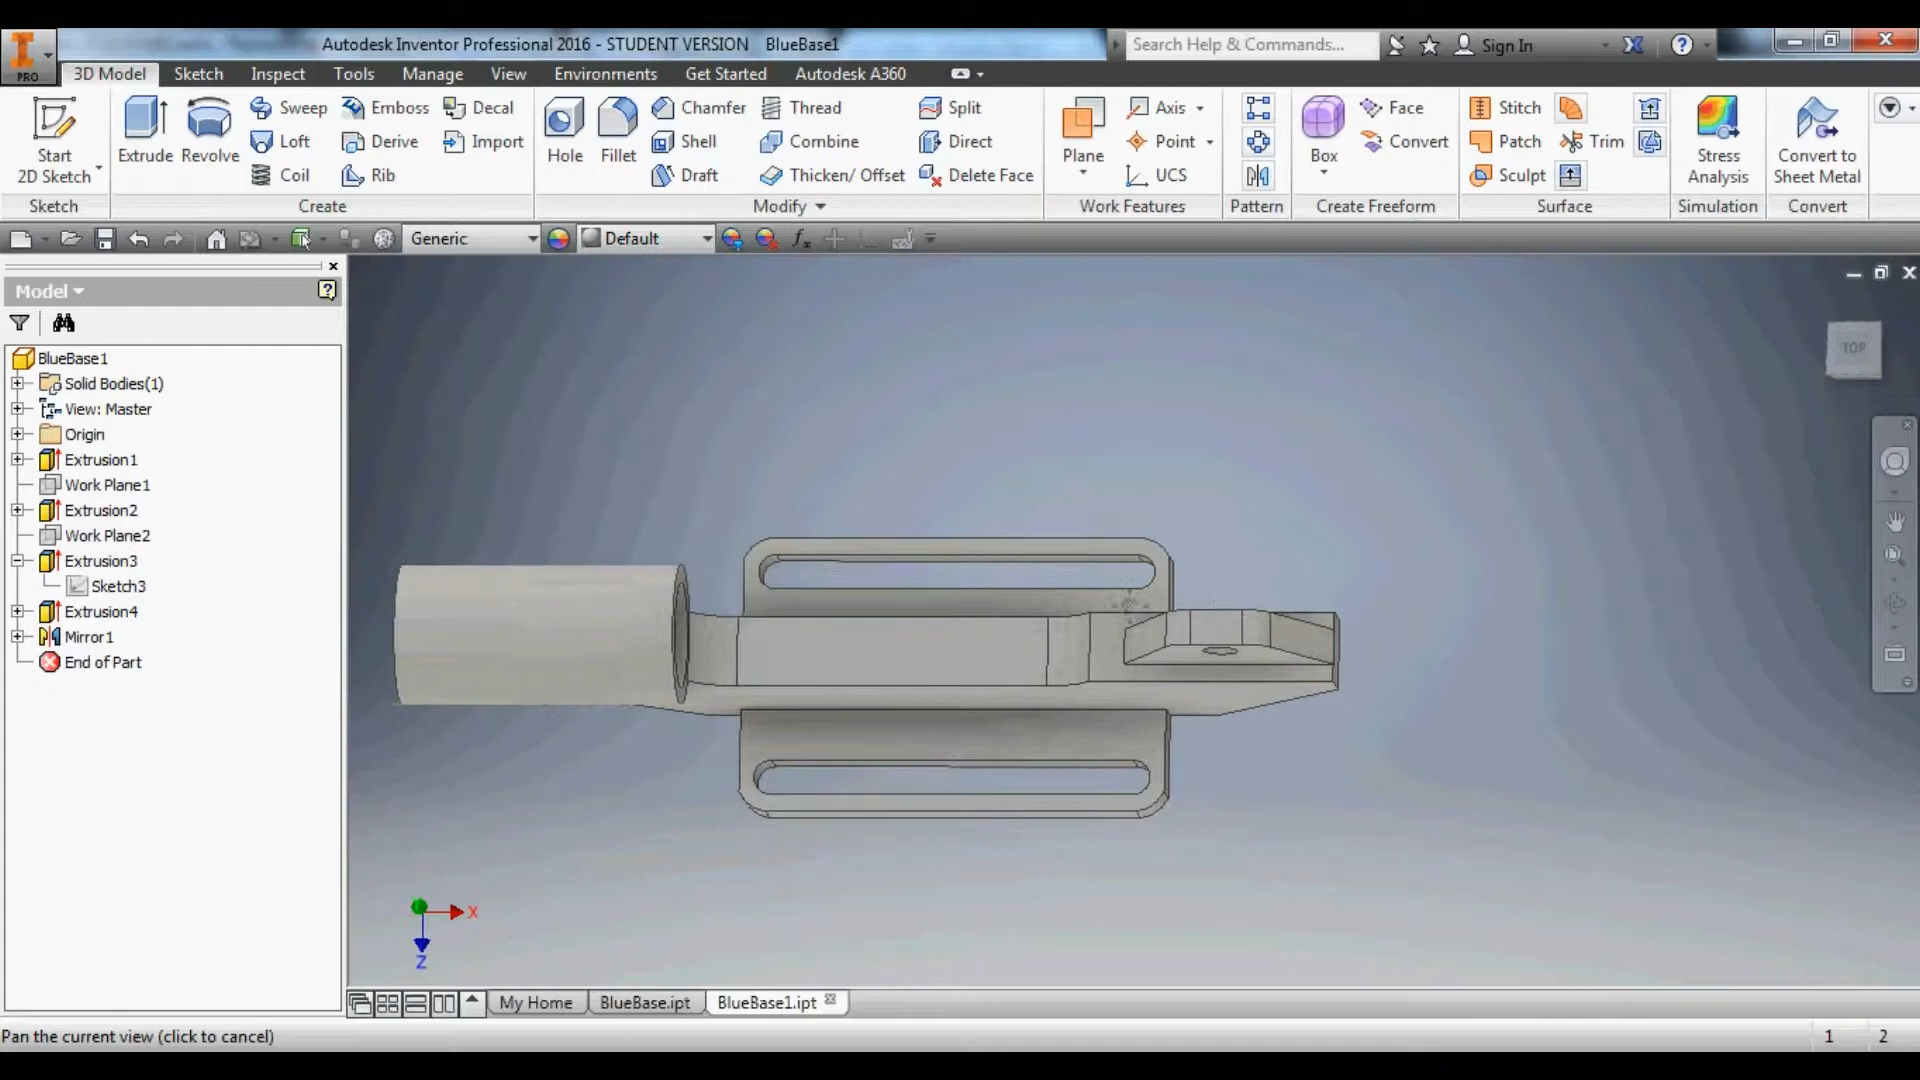 Autodesk Inventor Professional 2016 - STUDENT VERSION BlueBase1
Search Help & Commands...
Sign In
PRO
3D Model Sketch Inspect Tools Manage View Environments Get Started Autodesk A360
Start 2D Sketch
Extrude
Revolve
Sweep
Loft
Coil
Emboss
Derive
Rib
Decal
Import
Hole
Fillet
Chamfer
Shell
Draft
Thread
Combine
Thicken/ Offset
Split
Direct
Delete Face
Plane
Axis
Point
UCS
Box
Face
Convert
Stitch
Patch
Sculpt
Trim
Stress Analysis
Convert to Sheet Metal
Sketch Create Modify Work Features Pattern Create Freeform Surface Simulation Convert
Generic Default fx
Model
BlueBase1
Solid Bodies(1)
View: Master
Origin
Extrusion1
Work Plane1
Extrusion2
Work Plane2
Extrusion3
Sketch3
Extrusion4
Mirror1
End of Part
TOP
X
Z
My Home BlueBase.ipt BlueBase1.ipt
Pan the current view (click to cancel) 1 2